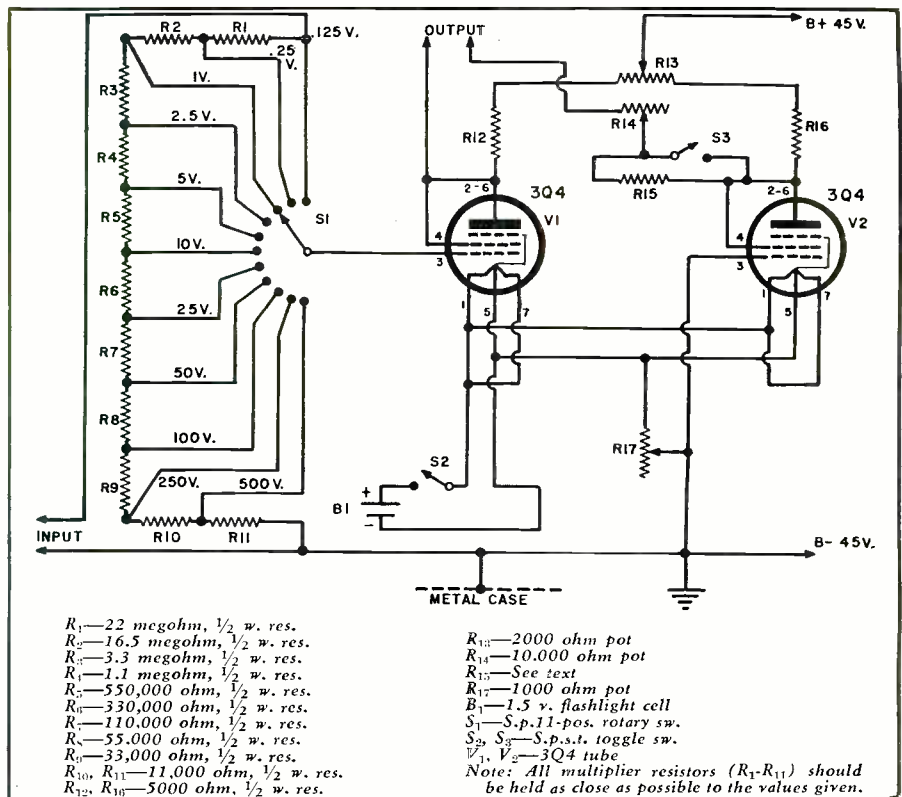 OUTPUT
B+ 45V.
R2
R1
.125V.
.25
V.
R13
1V.
R3
R12
R14
S3
R16
2.5V.
R4
R15
2-6
3Q4
V1
2-6
3Q4
V2
5V.
S1
4
3
4
3
R5
10V.
R6
1
5
7
1
5
7
25V.
R7
50V.
R8
100V.
R17
S2
R9
250V.
500V.
+
B1
-
INPUT
R10
R11
B- 45V.
METAL CASE
R1—22 megohm, 1/2 w. res.
R2—16.5 megohm, 1/2 w. res.
R3—3.3 megohm, 1/2 w. res.
R4—1.1 megohm, 1/2 w. res.
R5—550,000 ohm, 1/2 w. res.
R6—330,000 ohm, 1/2 w. res.
R7—110.000 ohm, 1/2 w. res.
R8—55.000 ohm, 1/2 w. res.
R9—33,000 ohm, 1/2 w. res.
R10, R11—11,000 ohm, 1/2 w. res.
R12, R16—5000 ohm, 1/2 w. res.
R13—2000 ohm pot
R14—10.000 ohm pot
R15—See text
R17—1000 ohm pot
B1—1.5 v. flashlight cell
S1—S.p.11-pos. rotary sw.
S2, S3—S.p.s.t. toggle sw.
V1, V2—3Q4 tube
Note: All multiplier resistors (R1-R11) should
be held as close as possible to the values given.